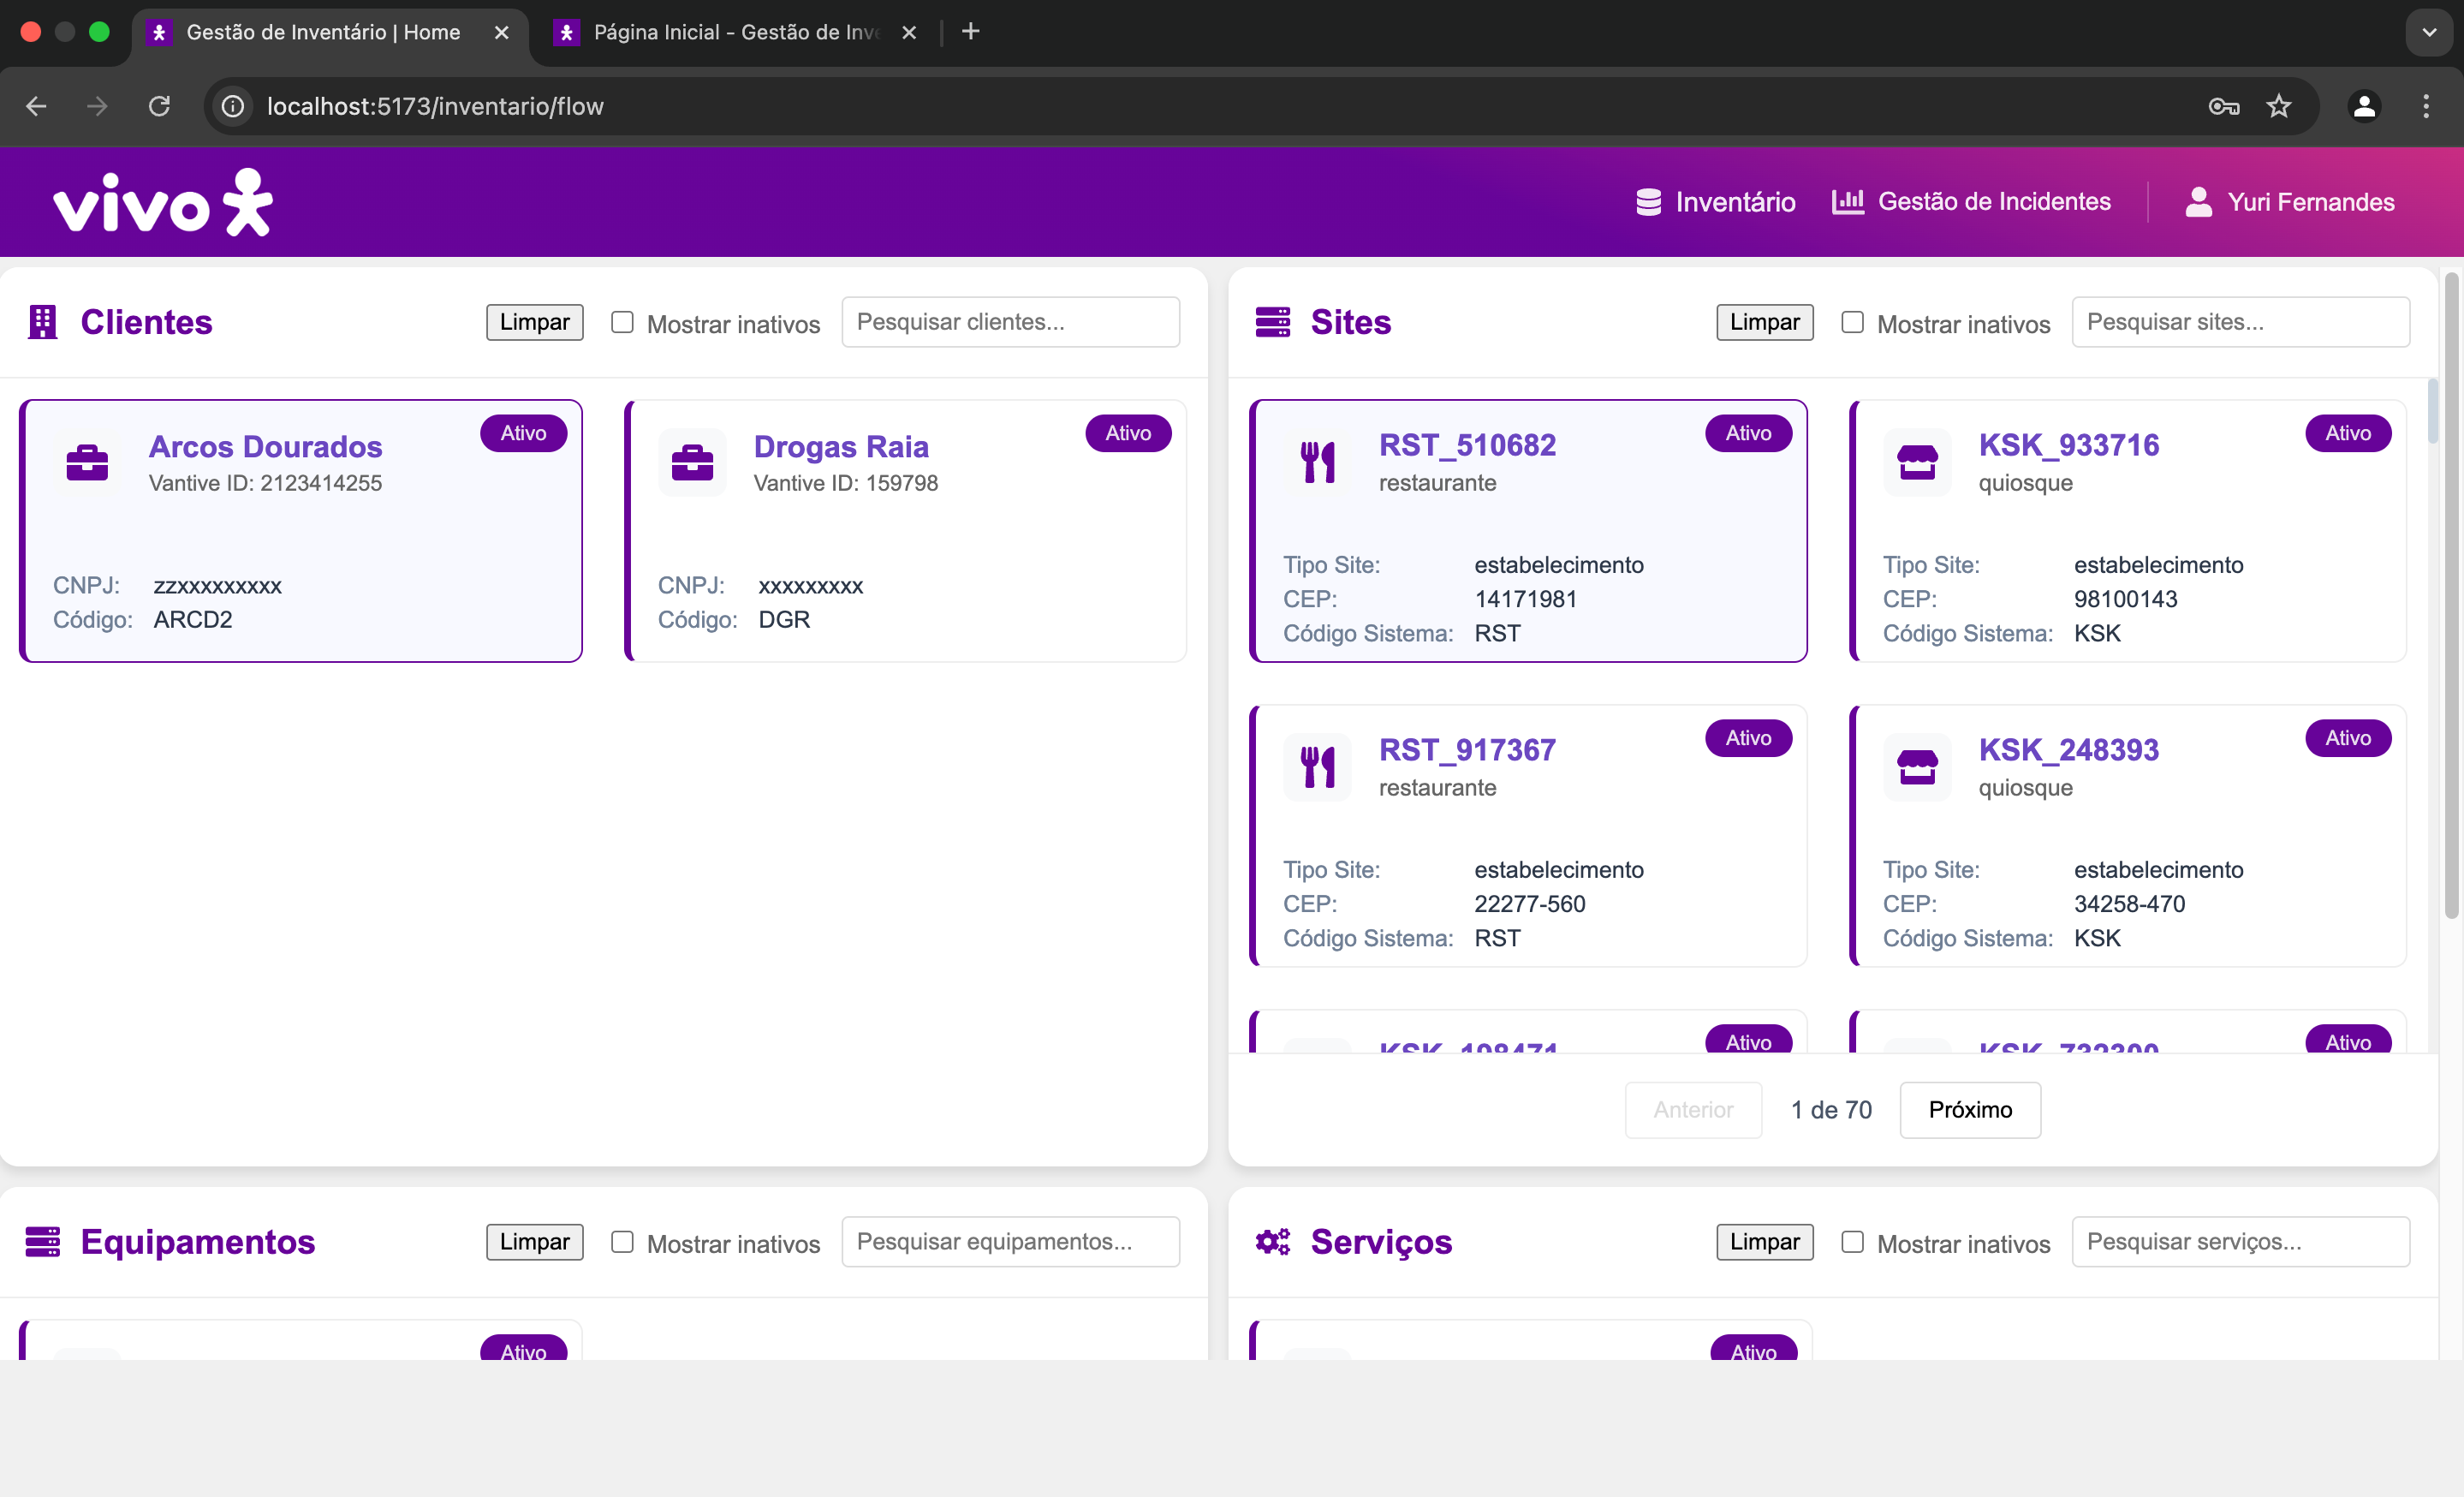 Gestão de Inventário | Home
Página Inicial - Gestão de Inv
localhost:5173/inventario/flow
vivo
Inventário
Gestão de Incidentes
Yuri Fernandes
Clientes
Limpar
Mostrar inativos
Pesquisar clientes...
Arcos Dourados
Ativo
Vantive ID: 2123414255
CNPJ: zzxxxxxxxxxx
Código: ARCD2
Drogas Raia
Ativo
Vantive ID: 159798
CNPJ: xxxxxxxxx
Código: DGR
Sites
Limpar
Mostrar inativos
Pesquisar sites...
RST_510682
Ativo
restaurante
Tipo Site: estabelecimento
CEP: 14171981
Código Sistema: RST
KSK_933716
Ativo
quiosque
Tipo Site: estabelecimento
CEP: 98100143
Código Sistema: KSK
RST_917367
Ativo
restaurante
Tipo Site: estabelecimento
CEP: 22277-560
Código Sistema: RST
KSK_248393
Ativo
quiosque
Tipo Site: estabelecimento
CEP: 34258-470
Código Sistema: KSK
KSK_198471
Ativo
KSK_732300
Ativo
Anterior
1 de 70
Próximo
Equipamentos
Limpar
Mostrar inativos
Pesquisar equipamentos...
Ativo
Serviços
Limpar
Mostrar inativos
Pesquisar serviços...
Ativo